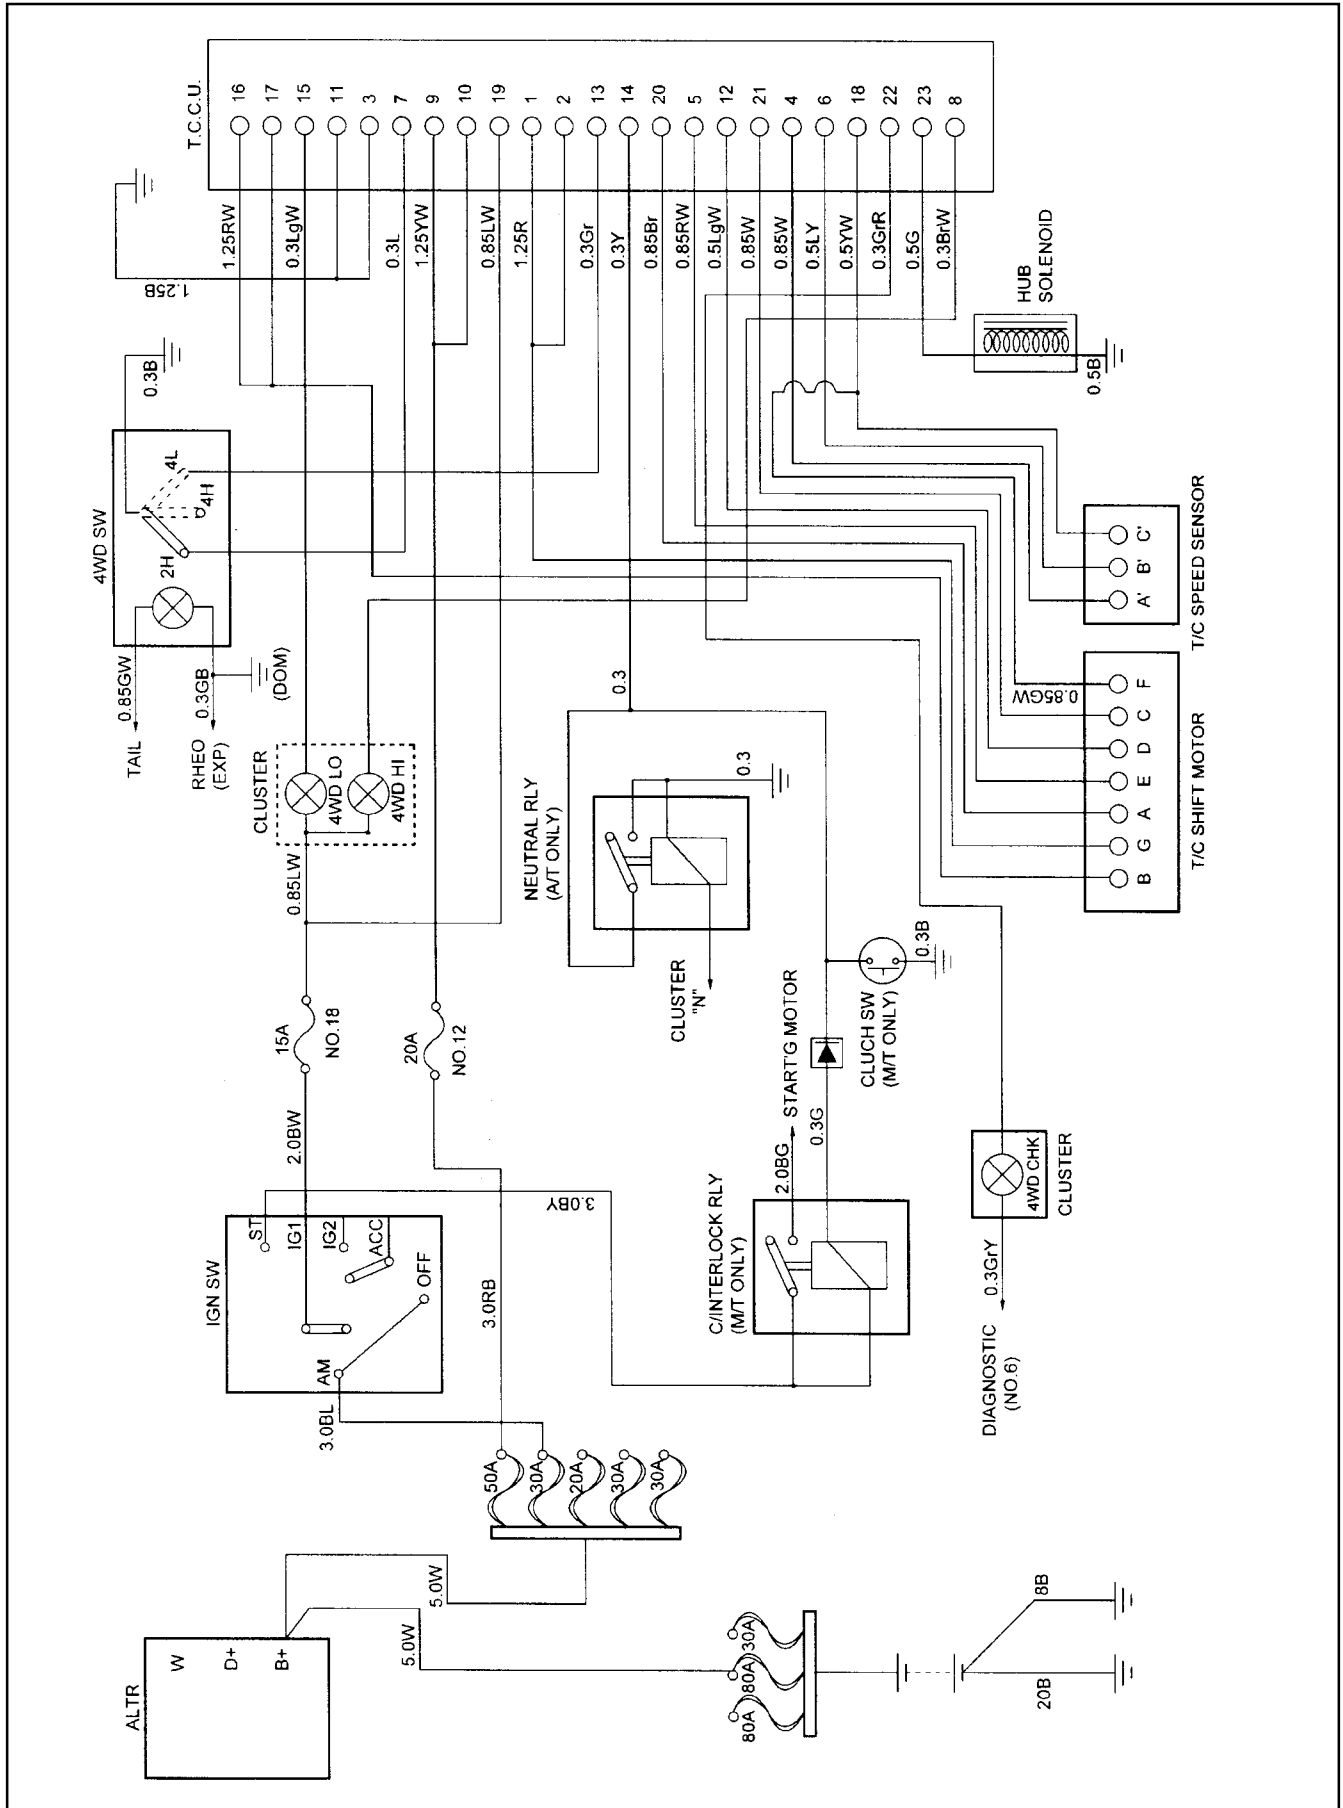 T.C.C.U.
16
17
15
11
3
7
9
10
19
1
2
13
14
20
5
12
21
4
6
18
22
23
8
1.25RW
0.3LgW
0.3L
1.25YW
0.85LW
1.25R
0.3Gr
0.3Y
0.85Br
0.85RW
0.5LgW
0.85W
0.85W
0.5LY
0.5YW
0.3GrR
0.5G
0.3BrW
1.25B
0.3B
HUB
SOLENOID
0.5B
4WD SW
4L
4H
2H
0.85GW
TAIL
0.3GB
RHEO
(EXP)
(DOM)
CLUSTER
4WD LO
4WD HI
0.85LW
0.3
NEUTRAL RLY
(A/T ONLY)
0.3
CLUSTER
"N"
T/C SPEED SENSOR
A'
B'
C'
T/C SHIFT MOTOR
B
G
A
E
D
C
F
0.85GW
15A
NO.18
20A
NO.12
2.0BW
IGN SW
ST
IG1
IG2
ACC
OFF
AM
3.0BL
3.0RB
3.0BY
START'G MOTOR
2.0BG
0.3G
CLUCH SW
(M/T ONLY)
0.3B
C/INTERLOCK RLY
(M/T ONLY)
4WD CHK
CLUSTER
0.3GrY
DIAGNOSTIC
(NO.6)
50A
30A
20A
30A
30A
ALTR
W
D+
B+
5.0W
5.0W
80A
80A
30A
8B
20B